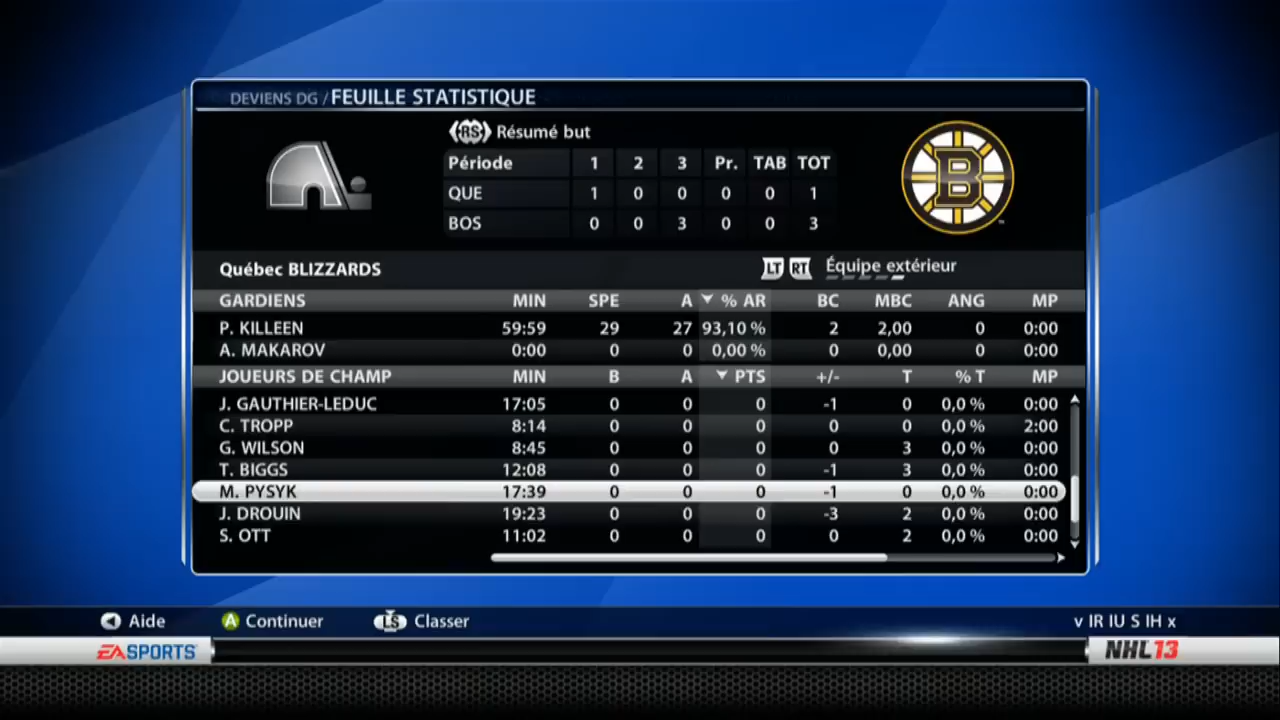 DEVIENS DG / FEUILLE STATISTIQUE
RS Résumé but
Période 1 2 3 Pr. TAB TOT
QUE 1 0 0 0 0 1
BOS 0 0 3 0 0 3
B
Québec BLIZZARDS LT RT Équipe extérieur
GARDIENS MIN SPE A % AR BC MBC ANG MP
P. KILLEEN 59:59 29 27 93,10 % 2 2,00 0 0:00
A. MAKAROV 0:00 0 0 0,00 % 0 0,00 0 0:00
JOUEURS DE CHAMP MIN B A PTS +/- T % T MP
J. GAUTHIER-LEDUC 17:05 0 0 0 -1 0 0,0 % 0:00
C. TROPP 8:14 0 0 0 0 0 0,0 % 2:00
G. WILSON 8:45 0 0 0 0 3 0,0 % 0:00
T. BIGGS 12:08 0 0 0 -1 3 0,0 % 0:00
M. PYSYK 17:39 0 0 0 -1 0 0,0 % 0:00
J. DROUIN 19:23 0 0 0 -3 2 0,0 % 0:00
S. OTT 11:02 0 0 0 0 2 0,0 % 0:00
Aide A Continuer LS Classer v IR IU S IH x
EA SPORTS NHL 13